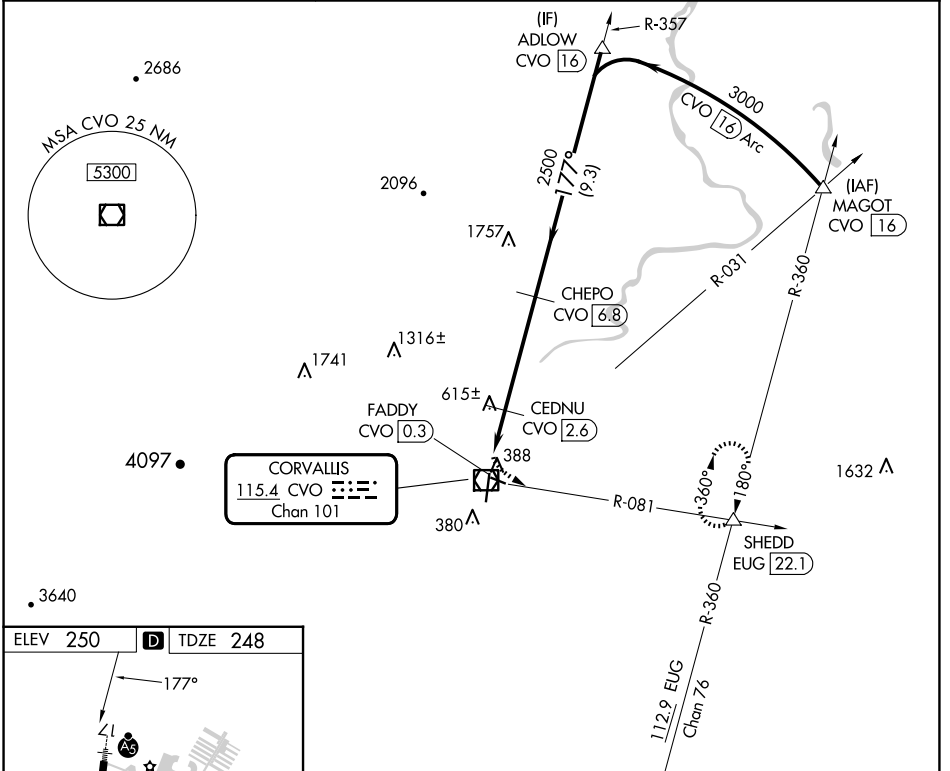 (IF)
ADLOW
CVO 16
R-357
2686
MSA CVO 25 NM
5300
3000
CVO 16 Arc
2500
177°
(9.3)
2096
(IAF)
MAGOT
CVO 16
1757
R-031
R-360
CHEPO
CVO 6.8
1316±
1741
615±
FADDY
CVO 0.3
CEDNU
CVO 2.6
388
4097
CORVALLIS
115.4 CVO
Chan 101
360°
180°
1632
R-081
380
SHEDD
EUG 22.1
3640
R-360
ELEV 250 D TDZE 248
177°
17
A5
112.9 EUG
Chan 76